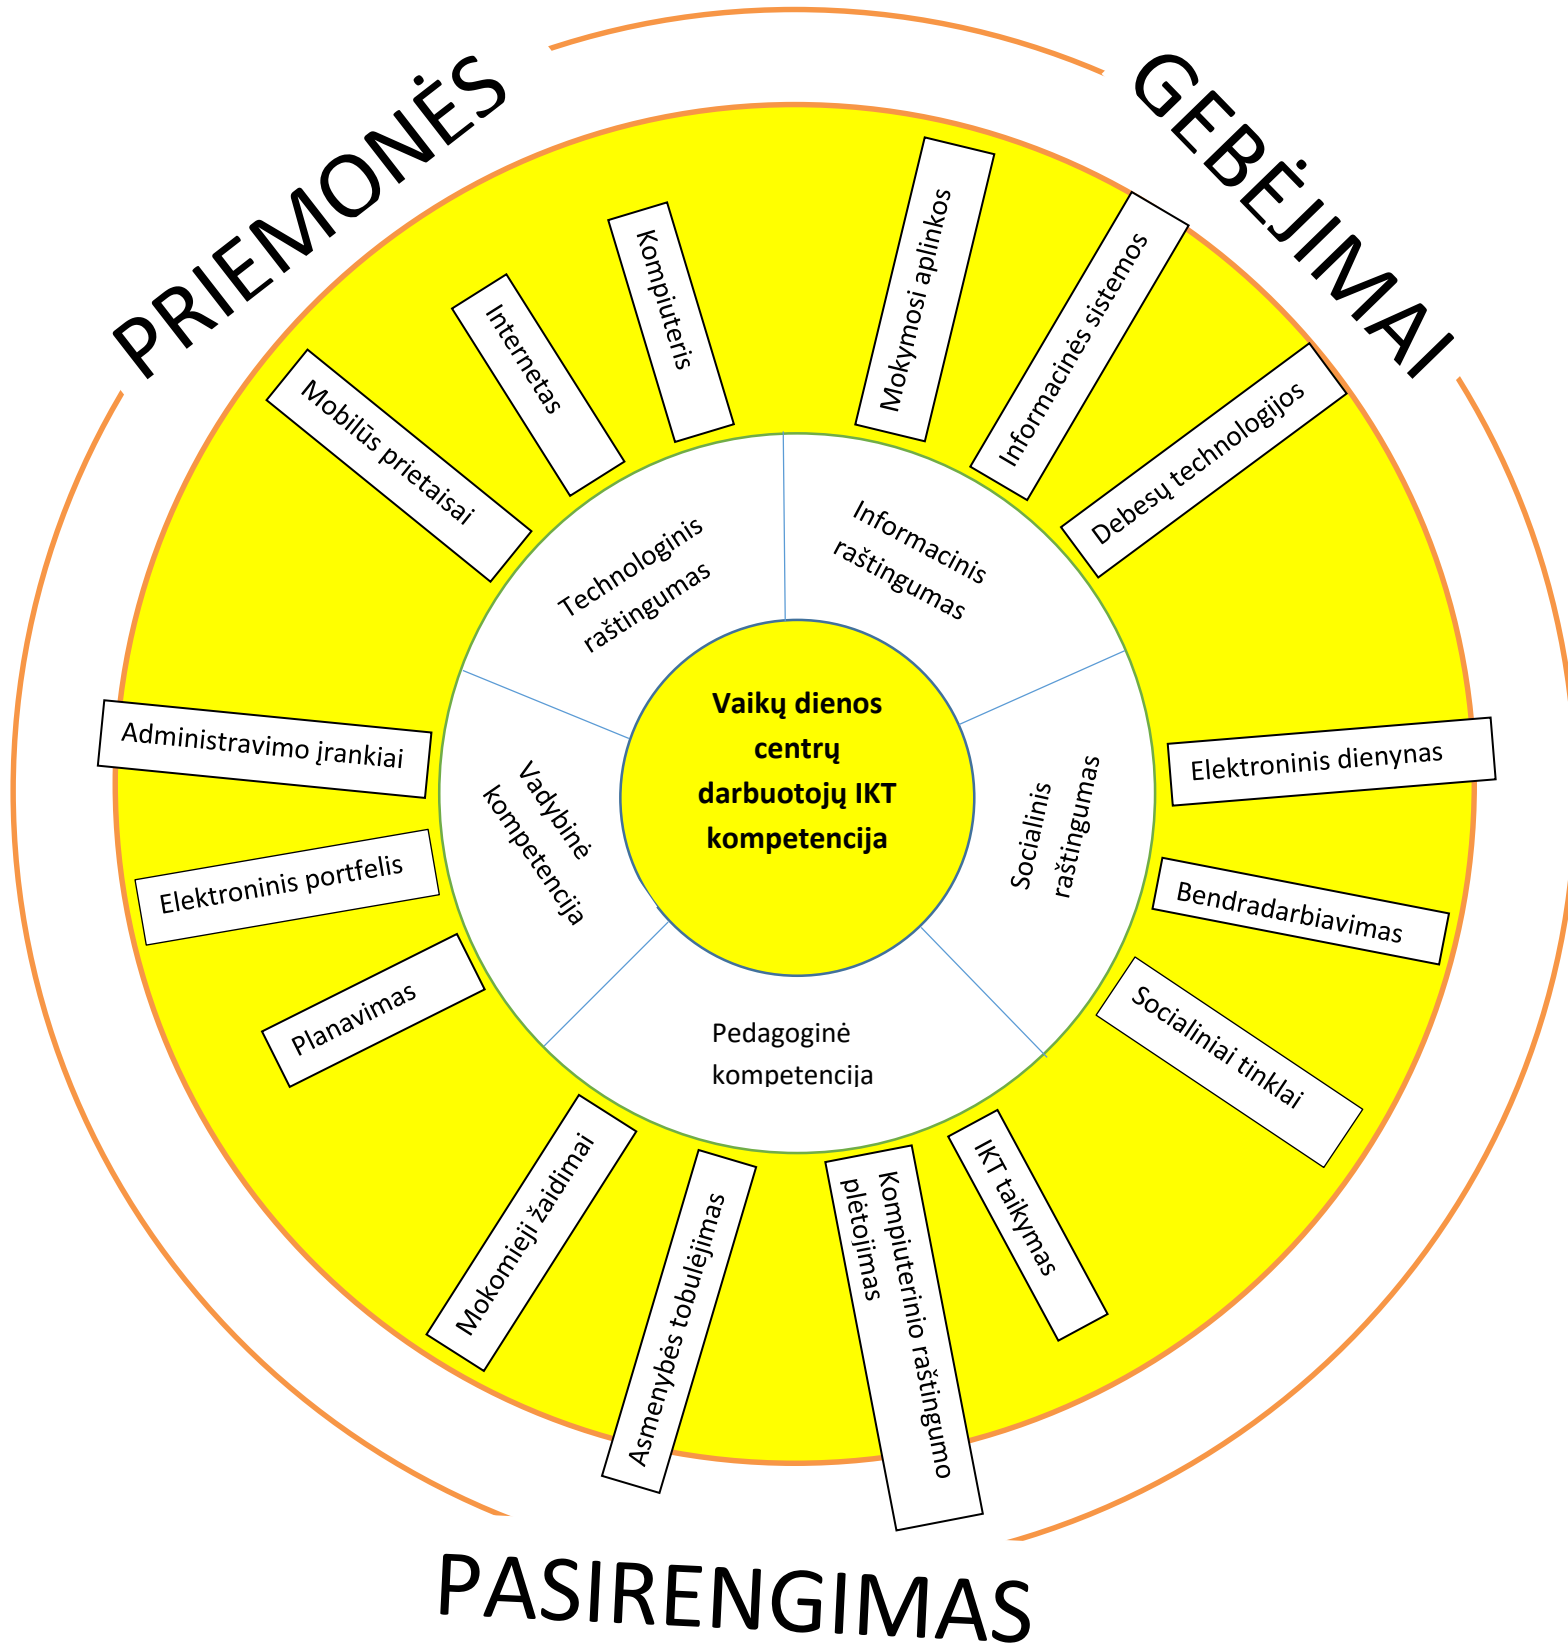 PRIEMONĖS
GEBĖJIMAI
Kompiuteris
Internetas
Mobilūs prietaisai
Mokymosi aplinkos
Informacinės sistemos
Debesų technologijos
Technologinis
raštingumas
Informacinis
raštingumas
Vaikų dienos
centrų
darbuotojų IKT
kompetencija
Vadybinė
kompetencija
Socialinis
raštingumas
Pedagoginė
kompetencija
Administravimo įrankiai
Elektroninis portfelis
Planavimas
Elektroninis dienynas
Bendradarbiavimas
Socialiniai tinklai
Mokomieji žaidimai
Asmenybės tobulėjimas
Kompiuterinio raštingumo
plėtojimas
IKT taikymas
PASIRENGIMAS